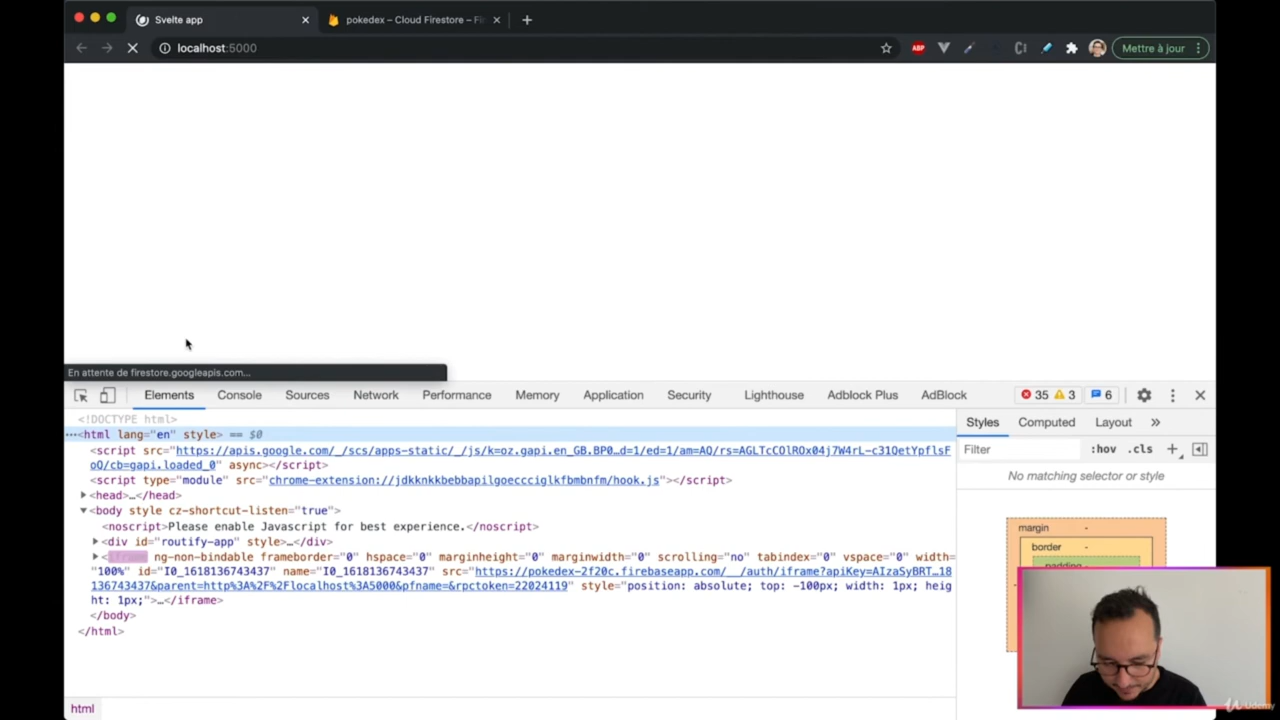 Svelte app
pokedex – Cloud Firestore – Fi
localhost:5000
ABP
Mettre à jour
En attente de firestore.googleapis.com...
Elements Console Sources Network Performance Memory Application Security Lighthouse Adblock Plus AdBlock 35 3 6
<!DOCTYPE html>
<html lang="en" style> == $0
<script src="https://apis.google.com/_/scs/apps-static/_/js/k=oz.gapi.en_GB.BP0…d=1/ed=1/am=AQ/rs=AGLTcCQlROx04j7W4rL-c31QetYpflsF
oQ/cb=gapi.loaded_0" async></script>
<script type="module" src="chrome-extension://jdkknkkbebbapilgoeccciglkfbmbnfm/hook.js"></script>
<head>…</head>
<body style cz-shortcut-listen="true">
<noscript>Please enable Javascript for best experience.</noscript>
<div id="routify-app" style>…</div>
<iframe ng-non-bindable frameborder="0" hspace="0" marginheight="0" marginwidth="0" scrolling="no" tabindex="0" vspace="0" width=
"100%" id="I0_1618136743437" name="I0_1618136743437" src="https://pokedex-2f20c.firebaseapp.com/__/auth/iframe?apiKey=AIzaSyBRT…18
136743437&parent=http%3A%2F%2Flocalhost%3A5000&pfname=&rpctoken=22024119" style="position: absolute; top: -100px; width: 1px; heig
ht: 1px;">…</iframe>
</body>
</html>
html
Styles Computed Layout
Filter
:hov .cls
No matching selector or style
margin -
border -
padding -
Udemy